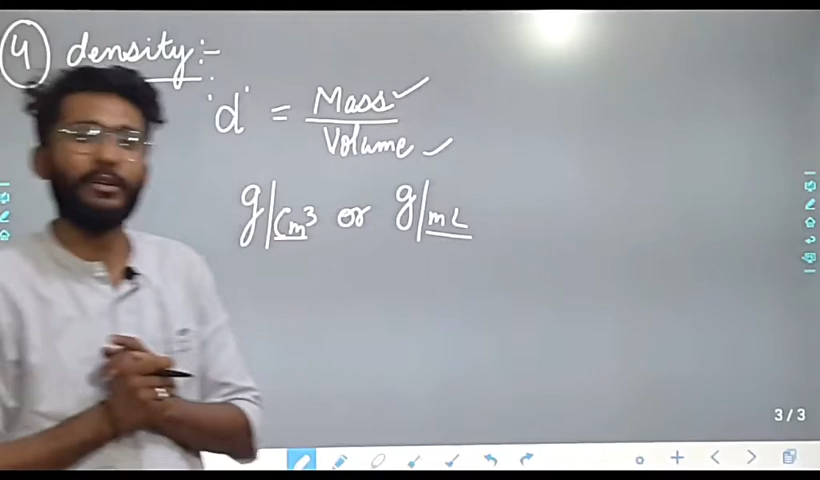 4 density:-
'd' = Mass / Volume
g/cm³ or g/mL
3/3